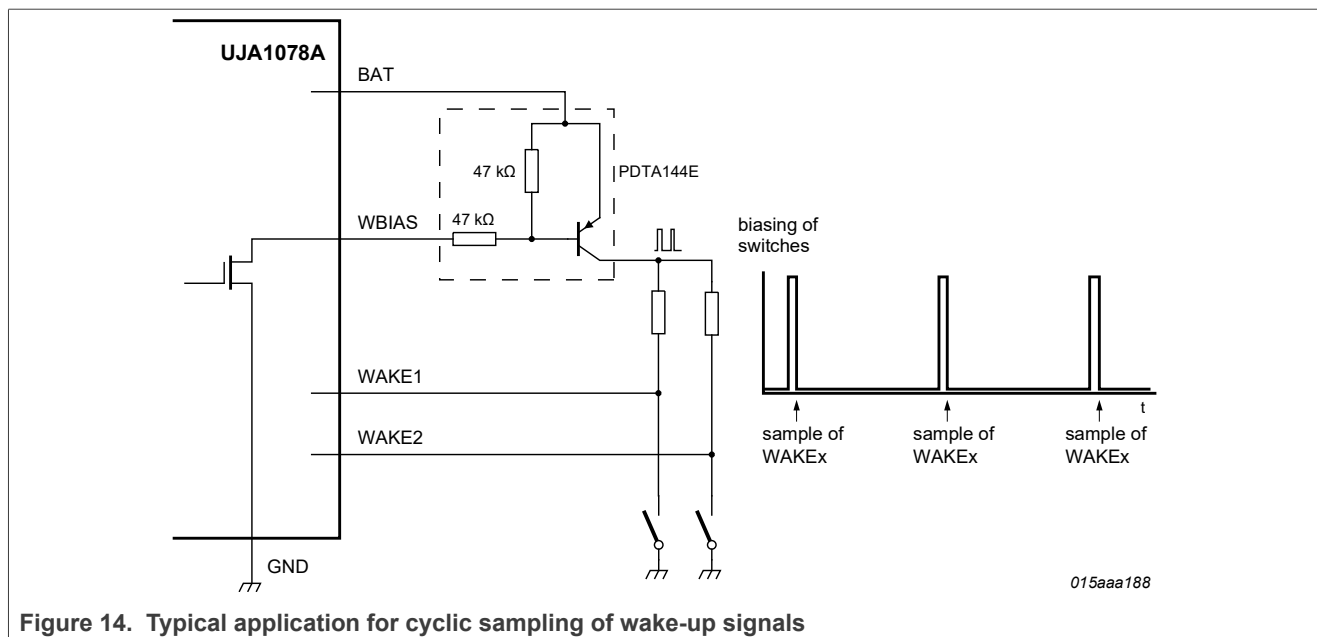 UJA1078A
BAT
47 kΩ
PDTA144E
WBIAS
47 kΩ
biasing of
switches
WAKE1
t
sample of
WAKEx
sample of
WAKEx
sample of
WAKEx
WAKE2
GND
015aaa188
Figure 14. Typical application for cyclic sampling of wake-up signals